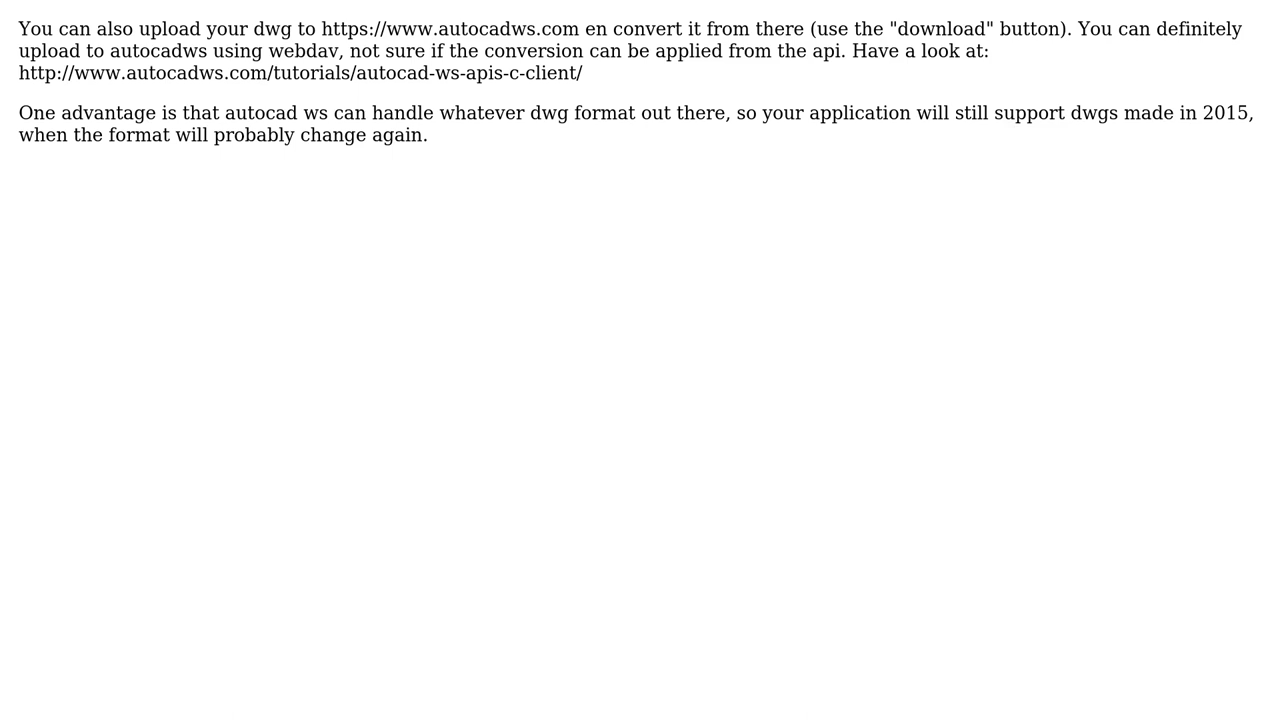 You can also upload your dwg to https://www.autocadws.com en convert it from there (use the "download" button). You can definitely
upload to autocadws using webdav, not sure if the conversion can be applied from the api. Have a look at:
http://www.autocadws.com/tutorials/autocad-ws-apis-c-client/
One advantage is that autocad ws can handle whatever dwg format out there, so your application will still support dwgs made in 2015,
when the format will probably change again.